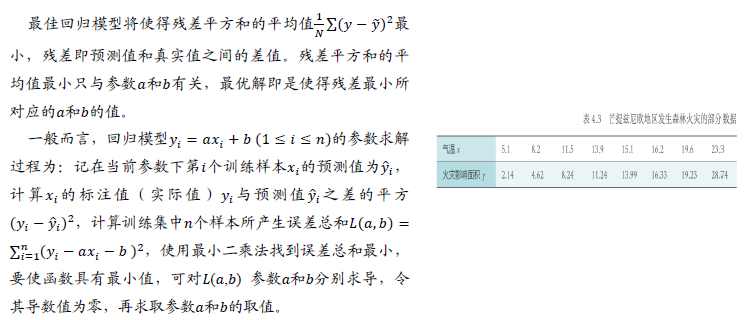 最佳回归模型将使得残差平方和的平均值$\frac{1}{N}\sum(y-\tilde{y})^2$最
小，残差即预测值和真实值之间的差值。残差平方和的平
均值最小只与参数a和b有关，最优解即是使得残差最小所
对应的a和b的值。
一般而言，回归模型$y_i = ax_i + b\ (1 \leq i \leq n)$的参数求解
过程为：记在当前参数下第i个训练样本$x_i$的预测值为$\hat{y}_i$，
计算$x_i$的标注值（实际值）$y_i$与预测值$\hat{y}_i$之差的平方
$(y_i - \hat{y}_i)^2$，计算训练集中n个样本所产生误差总和$L(a,b) =$
$\sum_{i=1}^{n}(y_i - ax_i - b)^2$，使用最小二乘法找到误差总和最小，
要使函数具有最小值，可对L(a,b) 参数a和b分别求导，令
其导数值为零，再求取参数a和b的取值。
表 4.3 提兹尼欧地区发生森林火灾的部分数据
气温 x 5.1 8.2 11.5 13.9 15.1 16.2 19.6 23.3
火灾影响面积 y 2.14 4.62 8.24 11.24 13.99 16.33 19.23 28.74